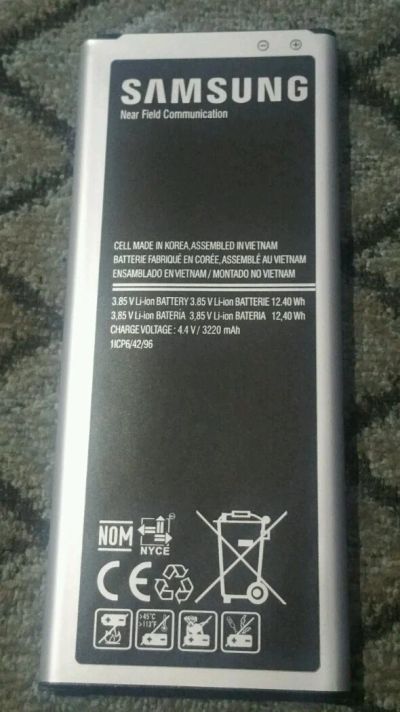 SAMSUNG
Near Field Communication
CELL MADE IN KOREA,ASSEMBLED IN VIETNAM
BATTERIE FABRIQUÉ EN CORÉE,ASSEMBLÉ AU VIETNAM
ENSAMBLADO EN VIETNAM / MONTADO NO VIETNAM
3.85 V Li-ion BATTERY 3.85 V Li-ion BATTERIE 12.40 Wh
3,85 V Li-ion BATERÍA 3,85 V Li-ion BATERIA 12,40 Wh
CHARGE VOLTAGE : 4.4 V / 3220 mAh
1ICP6/42/96
NOM
NYCE
CE
>45°C
>113°F